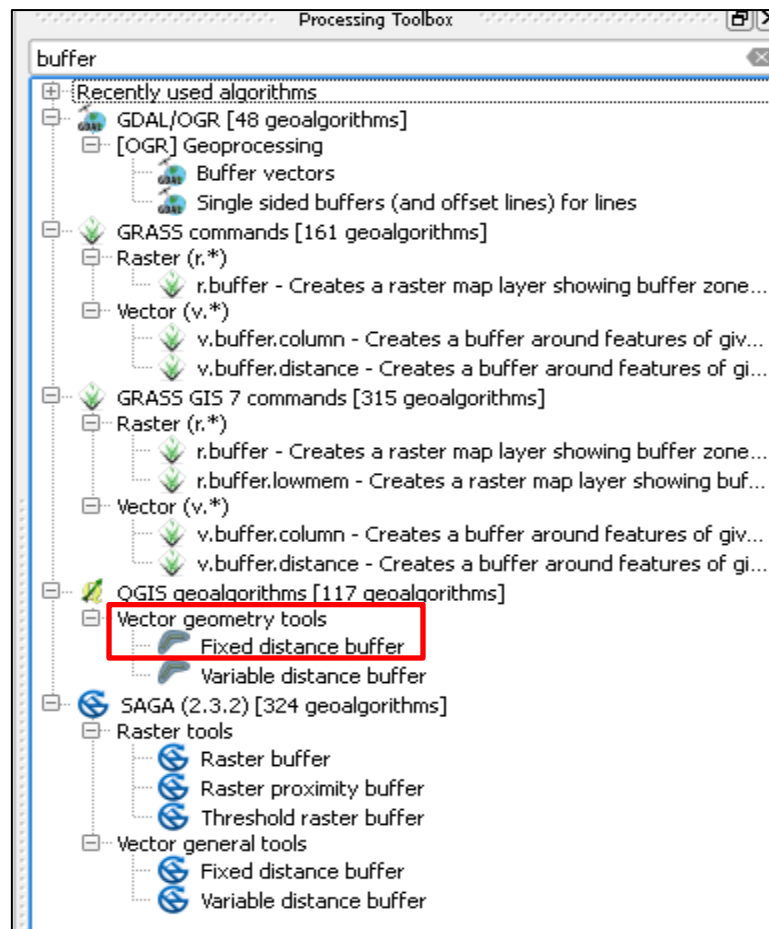 Processing Toolbox
buffer
Recently used algorithms
GDAL/OGR [48 geoalgorithms]
[OGR] Geoprocessing
Buffer vectors
Single sided buffers (and offset lines) for lines
GRASS commands [161 geoalgorithms]
Raster (r.*)
r.buffer - Creates a raster map layer showing buffer zone...
Vector (v.*)
v.buffer.column - Creates a buffer around features of giv...
v.buffer.distance - Creates a buffer around features of gi...
GRASS GIS 7 commands [315 geoalgorithms]
Raster (r.*)
r.buffer - Creates a raster map layer showing buffer zone...
r.buffer.lowmem - Creates a raster map layer showing buf...
Vector (v.*)
v.buffer.column - Creates a buffer around features of giv...
v.buffer.distance - Creates a buffer around features of gi...
QGIS geoalgorithms [117 geoalgorithms]
Vector geometry tools
Fixed distance buffer
Variable distance buffer
SAGA (2.3.2) [324 geoalgorithms]
Raster tools
Raster buffer
Raster proximity buffer
Threshold raster buffer
Vector general tools
Fixed distance buffer
Variable distance buffer